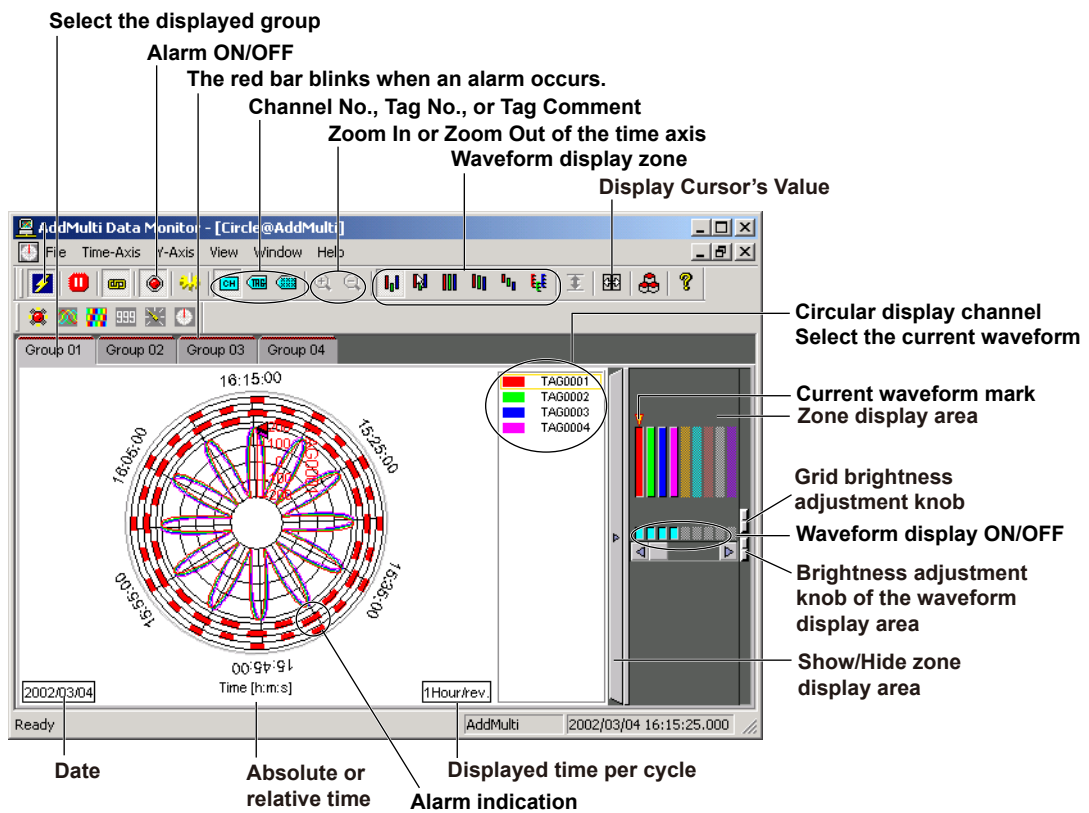 Select the displayed group
Alarm ON/OFF
The red bar blinks when an alarm occurs.
Channel No., Tag No., or Tag Comment
Zoom In or Zoom Out of the time axis
Waveform display zone
Display Cursor's Value
AddMulti Data Monitor - [Circle@AddMulti]
File Time-Axis Y-Axis View Window Help
CH TAG
999
Group 01 Group 02 Group 03 Group 04
Circular display channel
Select the current waveform
16:15:00
15:25:00
15:35:00
15:45:00
15:55:00
16:05:00
100
0
TAG0001
TAG0001
TAG0002
TAG0003
TAG0004
Current waveform mark
Zone display area
Grid brightness
adjustment knob
Waveform display ON/OFF
Brightness adjustment
knob of the waveform
display area
Show/Hide zone
display area
2002/03/04
Time [h:m:s]
1Hour/rev.
Ready
AddMulti
2002/03/04 16:15:25.000
Date
Absolute or
relative time
Displayed time per cycle
Alarm indication